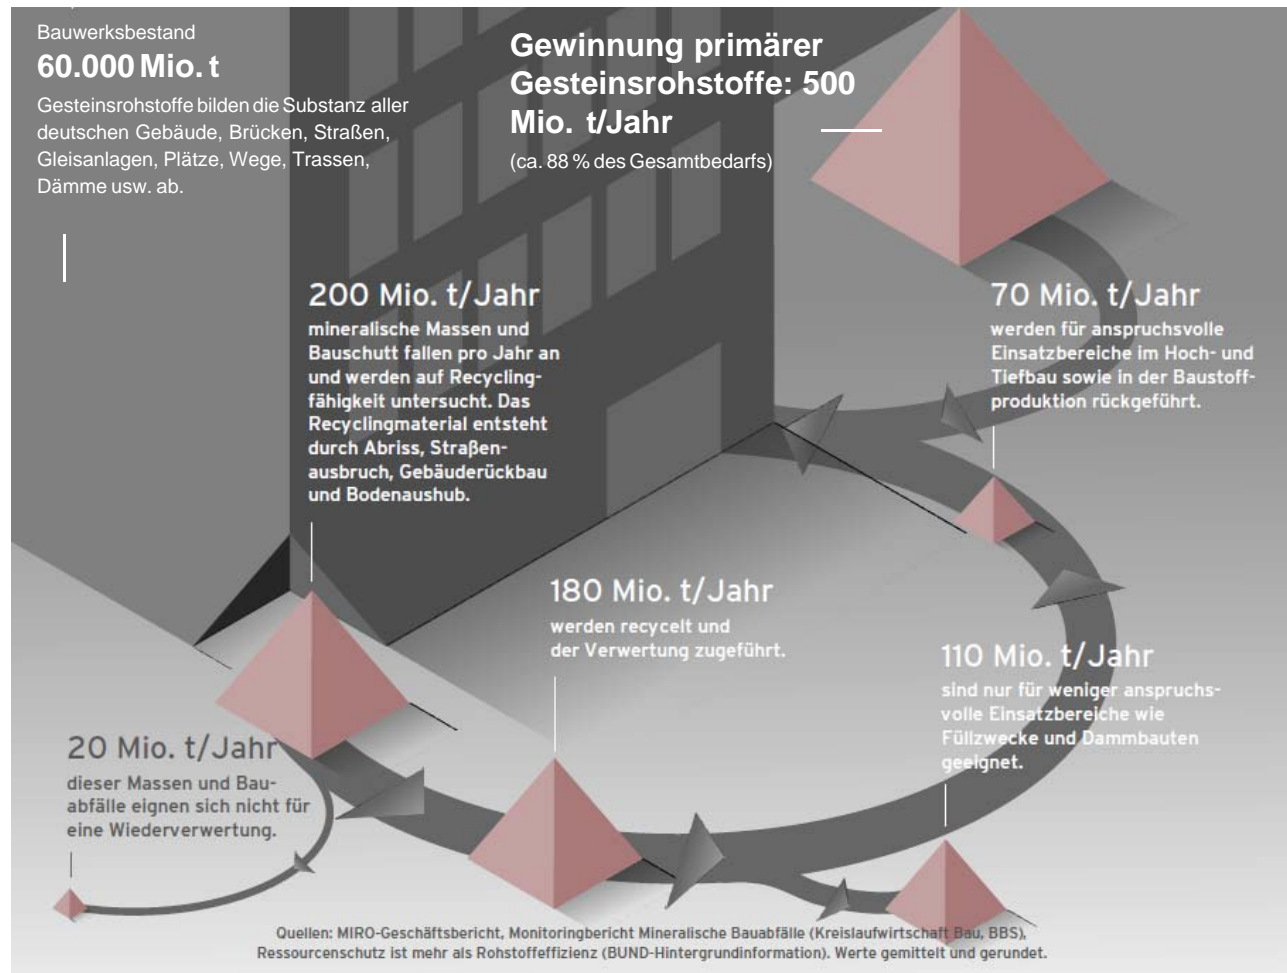 Bauwerksbestand
60.000 Mio. t
Gesteinsrohstoffe bilden die Substanz aller
deutschen Gebäude, Brücken, Straßen,
Gleisanlagen, Plätze, Wege, Trassen,
Dämme usw. ab.
Gewinnung primärer
Gesteinsrohstoffe: 500
Mio. t/Jahr
(ca. 88 % des Gesamtbedarfs)
200 Mio. t/Jahr
mineralische Massen und
Bauschutt fallen pro Jahr an
und werden auf Recycling-
fähigkeit untersucht. Das
Recyclingmaterial entsteht
durch Abriss, Straßen-
ausbruch, Gebäuderückbau
und Bodenaushub.
70 Mio. t/Jahr
werden für anspruchsvolle
Einsatzbereiche im Hoch- und
Tiefbau sowie in der Baustoff-
produktion rückgeführt.
180 Mio. t/Jahr
werden recycelt und
der Verwertung zugeführt.
110 Mio. t/Jahr
sind nur für weniger anspruchs-
volle Einsatzbereiche wie
Füllzwecke und Dammbauten
geeignet.
20 Mio. t/Jahr
dieser Massen und Bau-
abfälle eignen sich nicht für
eine Wiederverwertung.
Quellen: MIRO-Geschäftsbericht, Monitoringbericht Mineralische Bauabfälle (Kreislaufwirtschaft Bau, BBS),
Ressourcenschutz ist mehr als Rohstoffeffizienz (BUND-Hintergrundinformation). Werte gemittelt und gerundet.